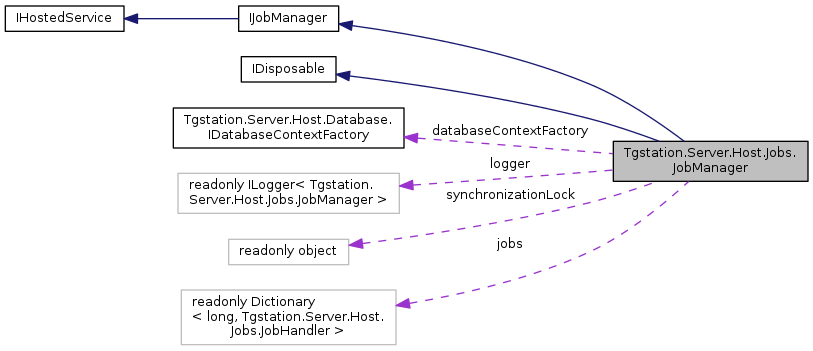 IHostedService
IJobManager
IDisposable
Tgstation.Server.Host.Database.
IDatabaseContextFactory
databaseContextFactory
Tgstation.Server.Host.Jobs.
JobManager
logger
readonly ILogger< Tgstation.
Server.Host.Jobs.JobManager >
synchronizationLock
readonly object
jobs
readonly Dictionary
< long, Tgstation.Server.Host.
Jobs.JobHandler >